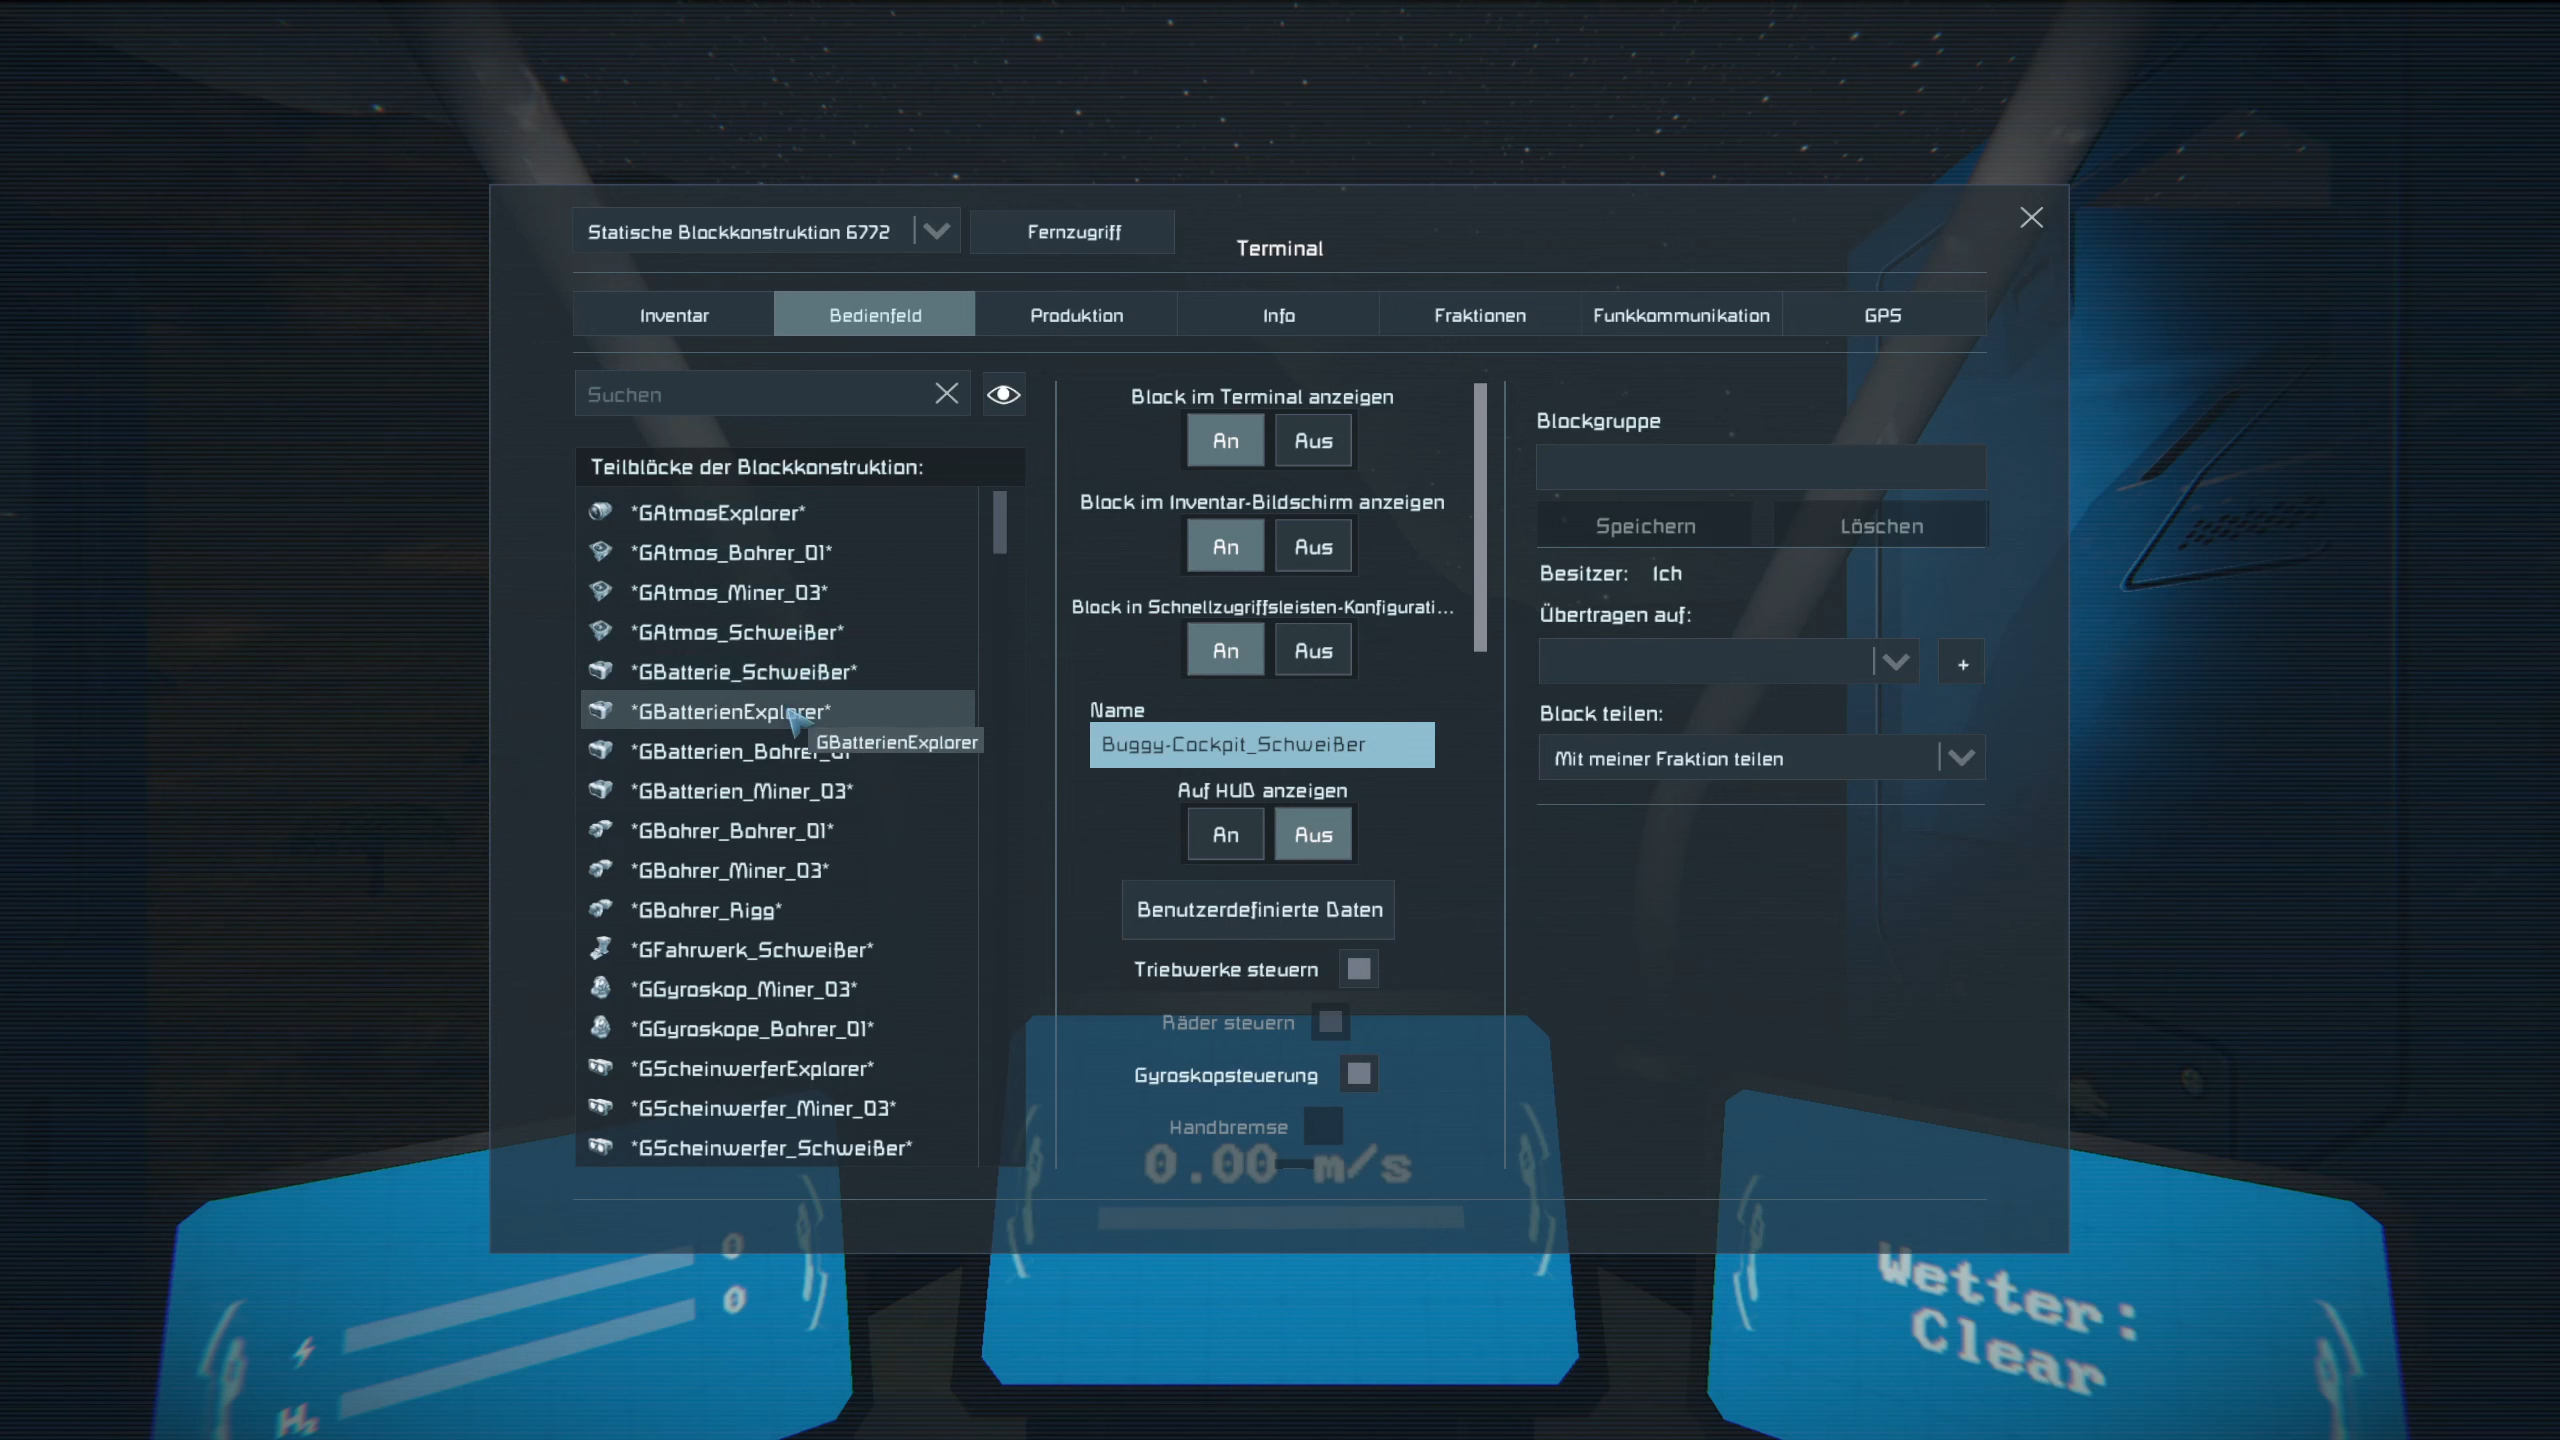 Statische Blockkonstruktion 6772
Fernzugriff
Terminal
Inventar
Bedienfeld
Produktion
Info
Fraktionen
Funkkommunikation
GPS
Suchen
Teilblöcke der Blockkonstruktion:
*GAtmosExplorer*
*GAtmos_Bohrer_01*
*GAtmos_Miner_03*
*GAtmos_Schweißer*
*GBatterie_Schweißer*
*GBatterienExplorer*
GBatterienExplorer
*GBatterien_Bohrer_01*
*GBatterien_Miner_03*
*GBohrer_Bohrer_01*
*GBohrer_Miner_03*
*GBohrer_Rigg*
*GFahrwerk_Schweißer*
*GGyroskop_Miner_03*
*GGyroskope_Bohrer_01*
*GScheinwerferExplorer*
*GScheinwerfer_Miner_03*
*GScheinwerfer_Schweißer*
Block im Terminal anzeigen
An Aus
Block im Inventar-Bildschirm anzeigen
An Aus
Block in Schnellzugriffsleisten-Konfigurati...
An Aus
Name
Buggy-Cockpit_Schweißer
Auf HUD anzeigen
An Aus
Benutzerdefinierte Daten
Triebwerke steuern
Räder steuern
Gyroskopsteuerung
Handbremse
Blockgruppe
Speichern
Löschen
Besitzer: Ich
Übertragen auf:
+
Block teilen:
Mit meiner Fraktion teilen
0.00 m/s
0
0
H₂
Wetter:
Clear